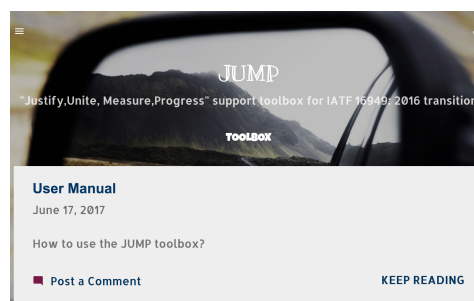 JUMP
"Justify,Unite, Measure,Progress" support toolbox for IATF 16949: 2016 transition
TOOLBOX
User Manual
June 17, 2017
How to use the JUMP toolbox?
Post a Comment
KEEP READING